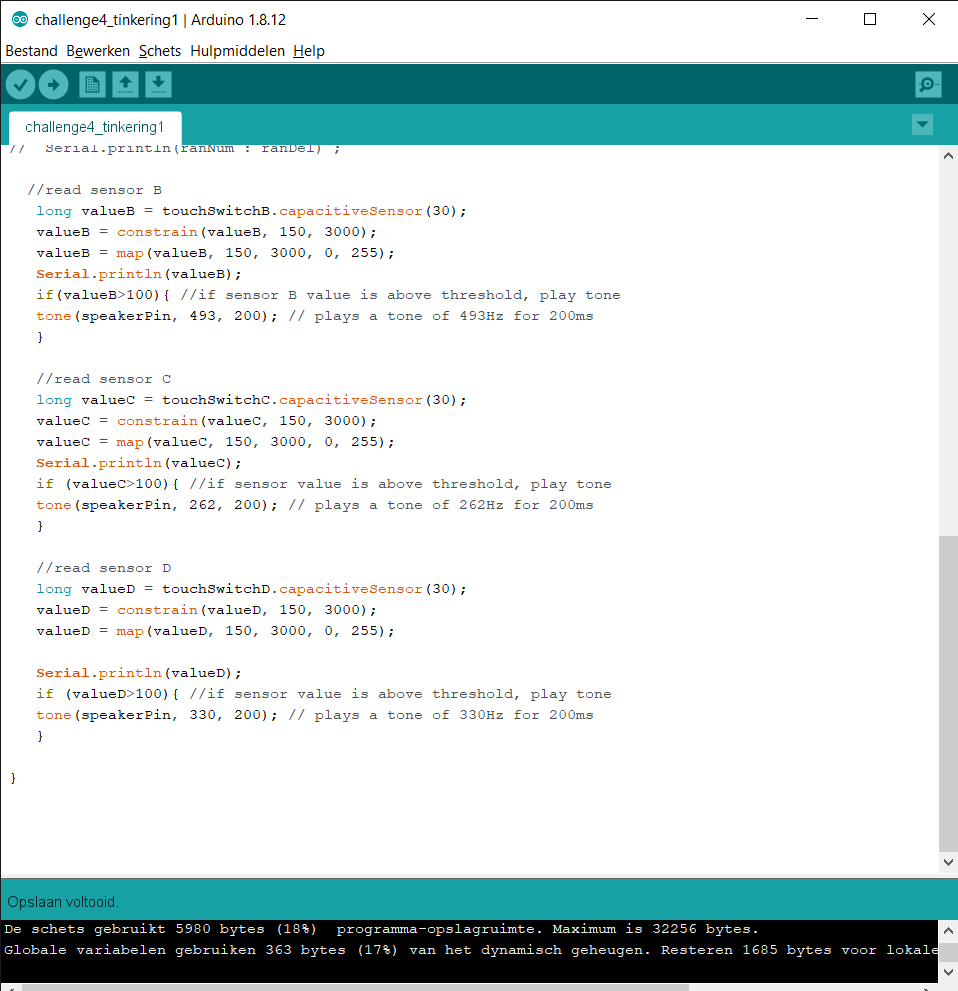 challenge4_tinkering1 | Arduino 1.8.12
Bestand Bewerken Schets Hulpmiddelen Help
challenge4_tinkering1
//  Serial.println(ranNum : ranDel) ;
//read sensor B
long valueB = touchSwitchB.capacitiveSensor(30);
valueB = constrain(valueB, 150, 3000);
valueB = map(valueB, 150, 3000, 0, 255);
Serial.println(valueB);
if(valueB>100){ //if sensor B value is above threshold, play tone
tone(speakerPin, 493, 200); // plays a tone of 493Hz for 200ms
}
//read sensor C
long valueC = touchSwitchC.capacitiveSensor(30);
valueC = constrain(valueC, 150, 3000);
valueC = map(valueC, 150, 3000, 0, 255);
Serial.println(valueC);
if (valueC>100){ //if sensor value is above threshold, play tone
tone(speakerPin, 262, 200); // plays a tone of 262Hz for 200ms
}
//read sensor D
long valueD = touchSwitchD.capacitiveSensor(30);
valueD = constrain(valueD, 150, 3000);
valueD = map(valueD, 150, 3000, 0, 255);
Serial.println(valueD);
if (valueD>100){ //if sensor value is above threshold, play tone
tone(speakerPin, 330, 200); // plays a tone of 330Hz for 200ms
}
}
Opslaan voltooid.
De schets gebruikt 5980 bytes (18%)  programma-opslagruimte. Maximum is 32256 bytes.
Globale variabelen gebruiken 363 bytes (17%) van het dynamisch geheugen. Resteren 1685 bytes voor lokale